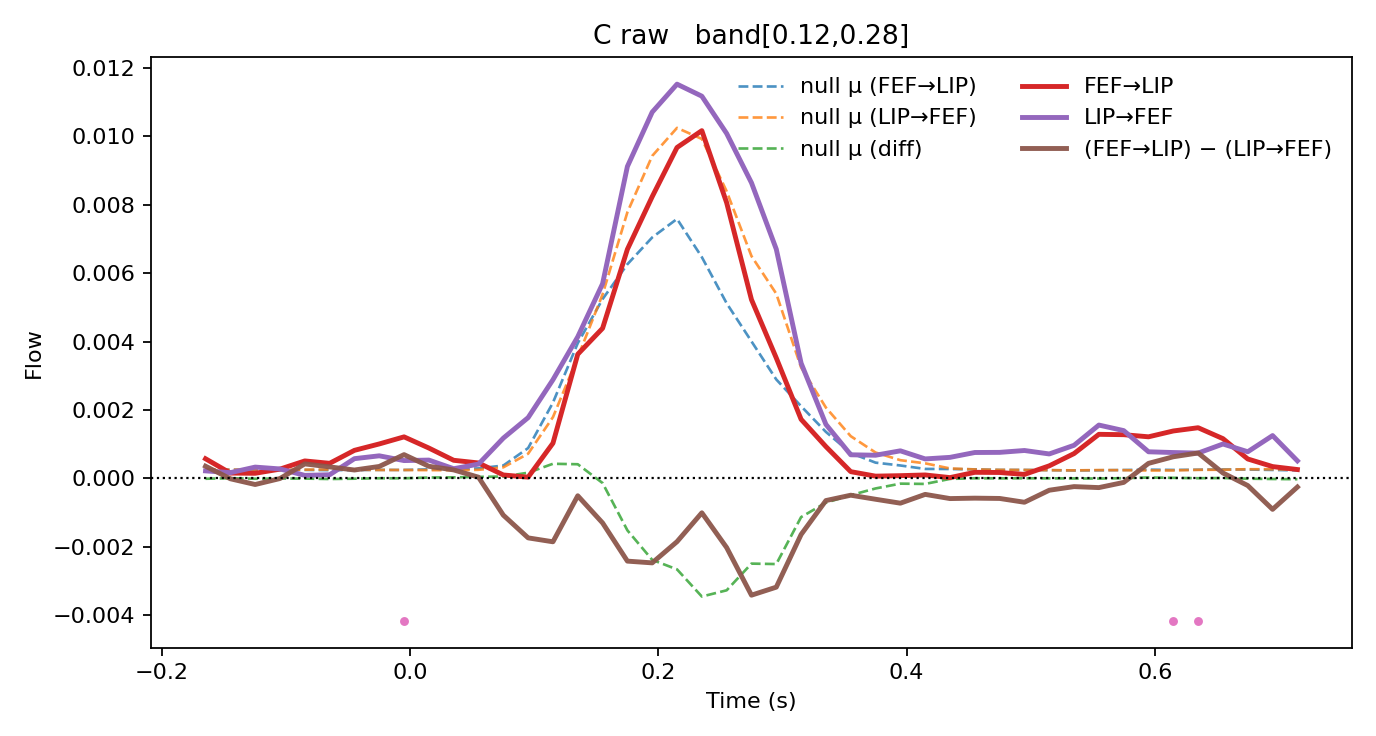 C raw   band[0.12,0.28]
0.012
0.010
0.008
0.006
0.004
0.002
0.000
−0.002
−0.004
Flow
null μ (FEF→LIP)
null μ (LIP→FEF)
null μ (diff)
FEF→LIP
LIP→FEF
(FEF→LIP) − (LIP→FEF)
−0.2
0.0
0.2
0.4
0.6
Time (s)